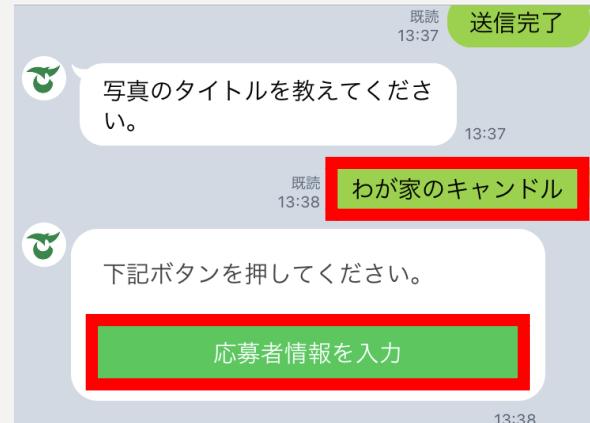 既読
13:37
送信完了
写真のタイトルを教えてくださ
い。
13:37
既読
13:38
わが家のキャンドル
下記ボタンを押してください。
応募者情報を入力
13:38